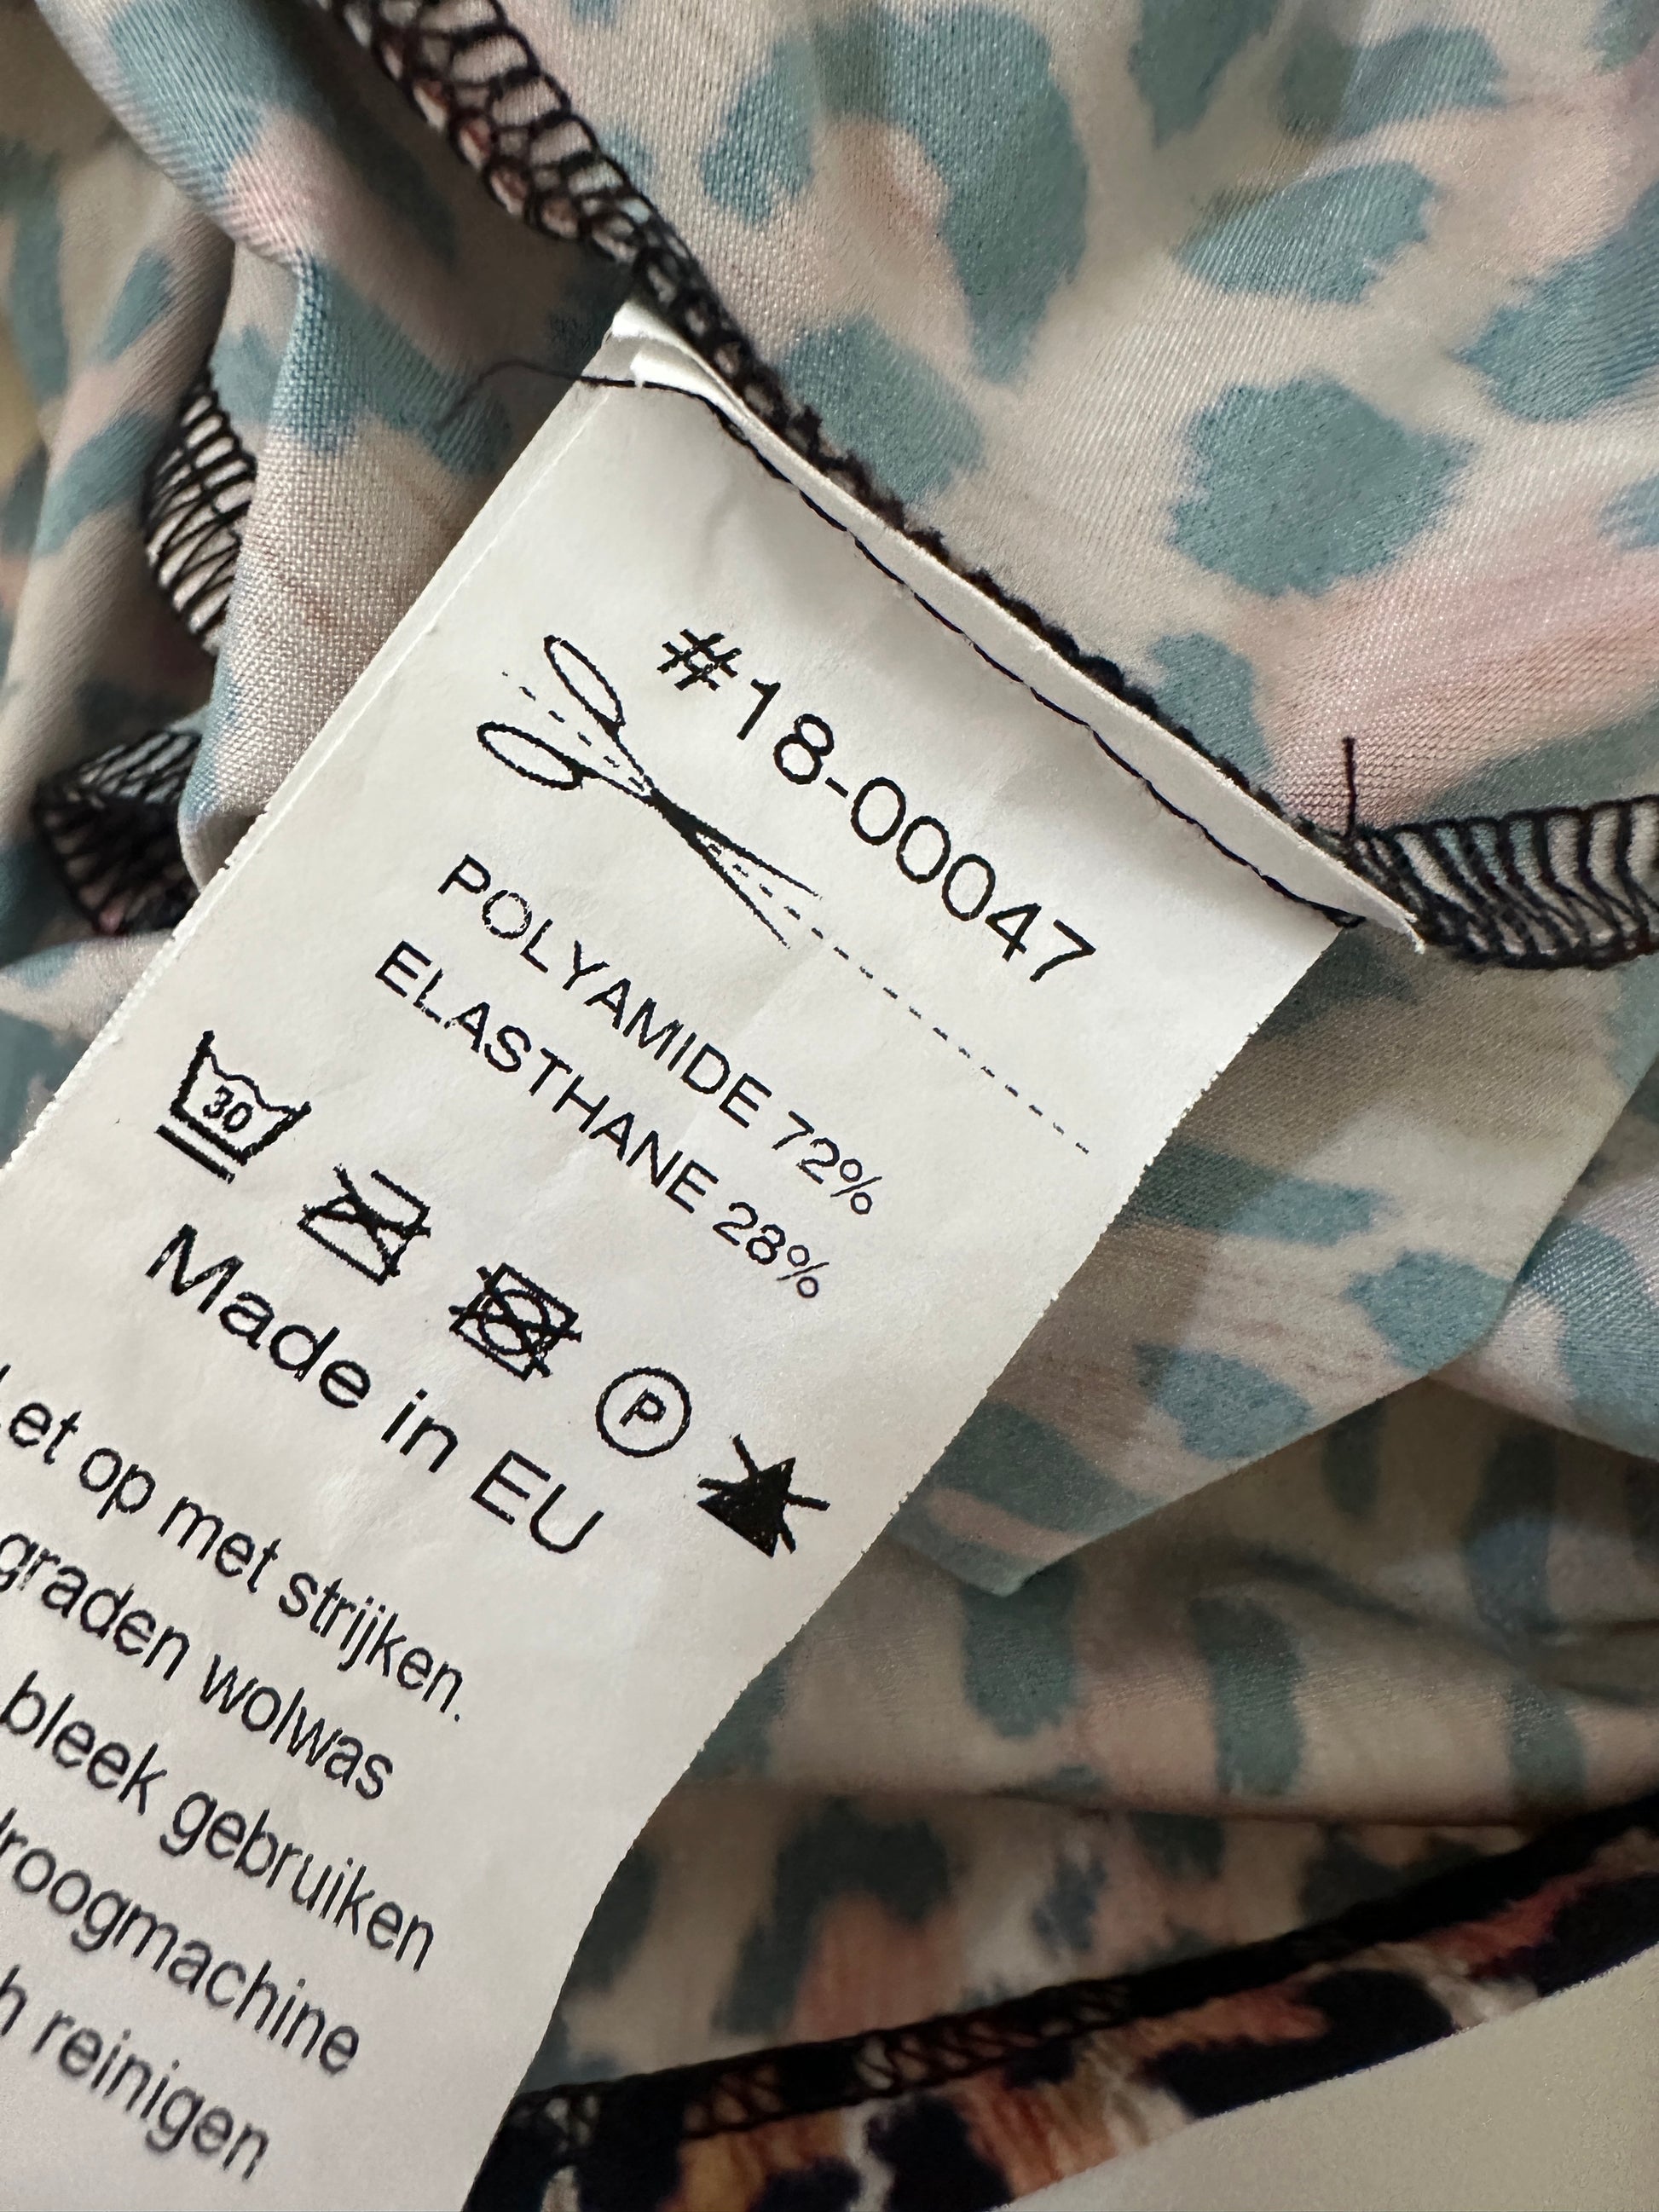 #18-00047
POLYAMIDE 72%
ELASTHANE 28%
30
P
Made in EU
Let op met strijken.
graden wolwas
bleek gebruiken
droogmachine
reinigen